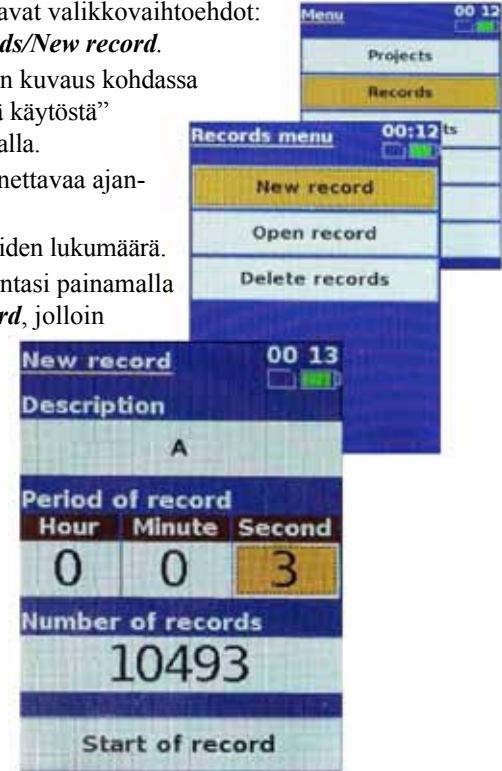 avat valikkovaihtoehdot:
ds/New record.
n kuvaus kohdassa
käytöstä”
alla.
nettavaa ajan-
iden lukumäärä.
ntasi painamalla
rd, jolloin
Menu 00 12
Projects
Records
ts
Records menu 00:12
New record
Open record
Delete records
New record 00 13
Description
A
Period of record
Hour Minute Second
0 0 3
Number of records
10493
Start of record